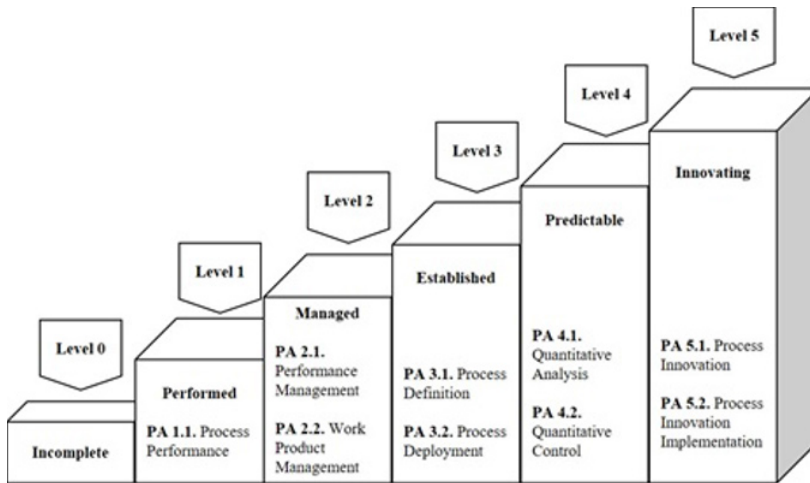 Level 0
Incomplete
Level 1
Performed
PA 1.1. Process
Performance
Level 2
Managed
PA 2.1.
Performance
Management
PA 2.2. Work
Product
Management
Level 3
Established
PA 3.1. Process
Definition
PA 3.2. Process
Deployment
Level 4
Predictable
PA 4.1.
Quantitative
Analysis
PA 4.2.
Quantitative
Control
Level 5
Innovating
PA 5.1. Process
Innovation
PA 5.2. Process
Innovation
Implementation